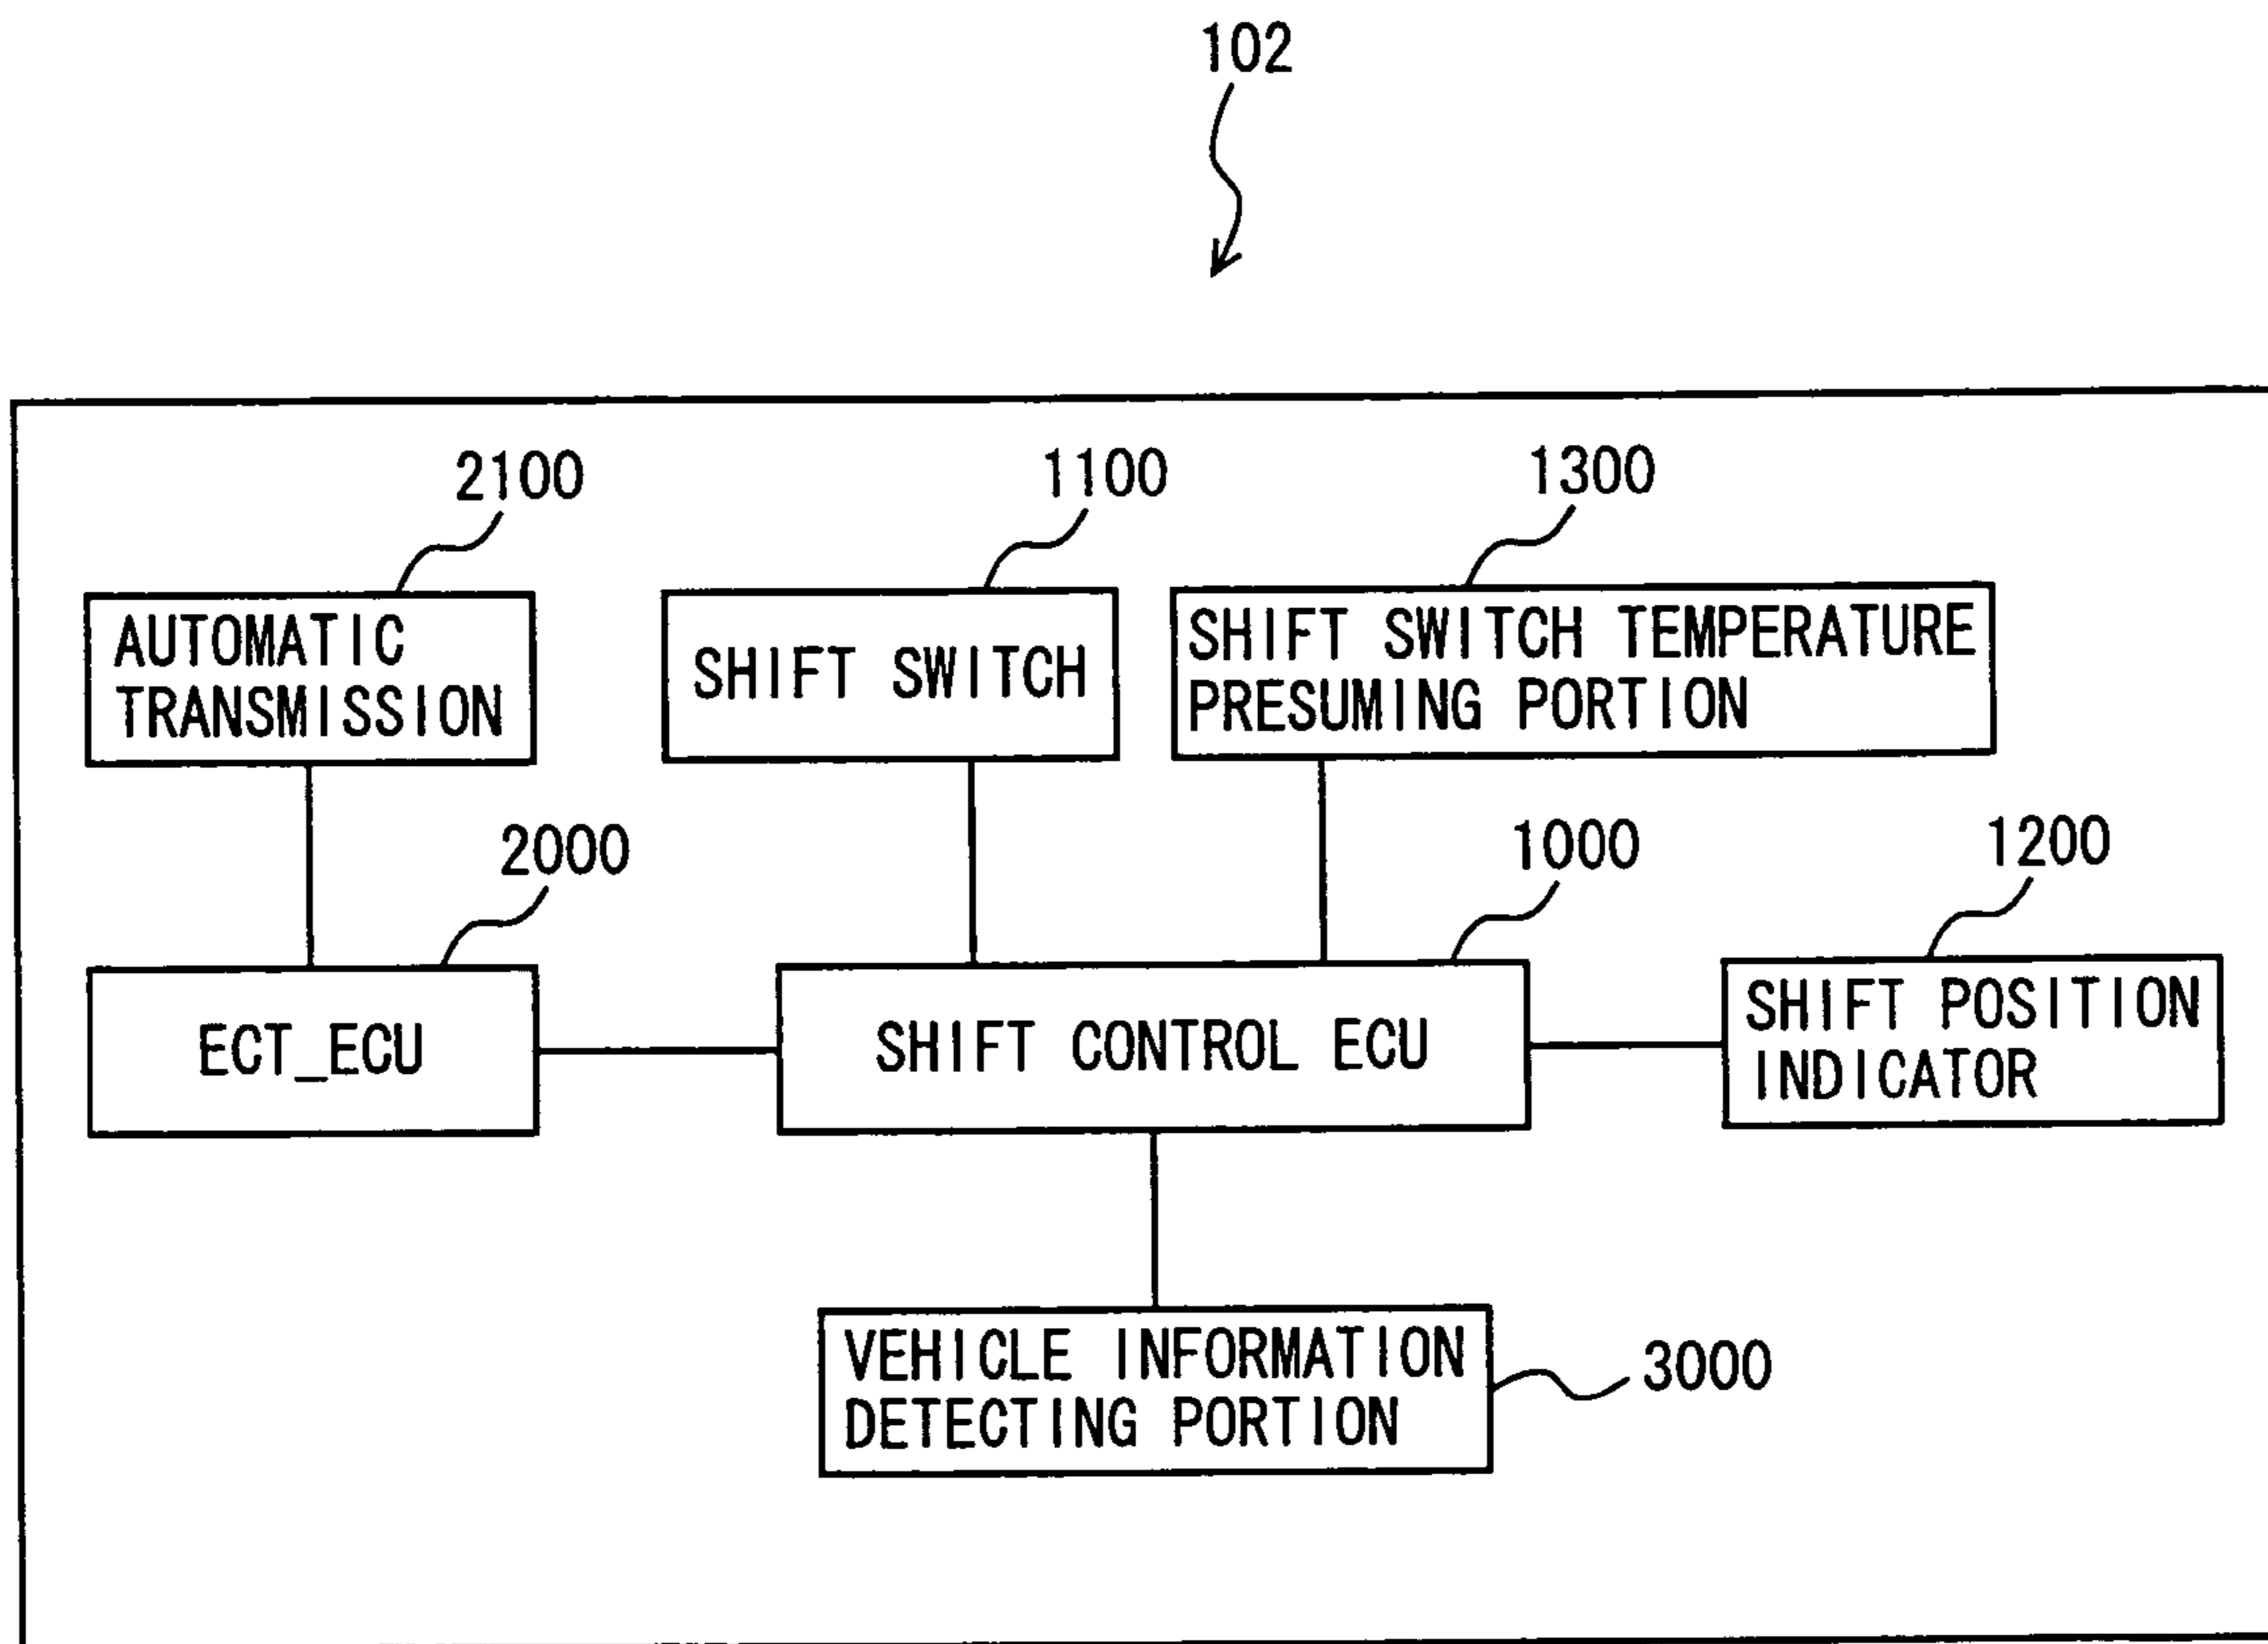 102
2100
1100
1300
AUTOMATIC
TRANSMISSION
SHIFT SWITCH
SHIFT SWITCH TEMPERATURE
PRESUMING PORTION
2000
1000
1200
ECT_ECU
SHIFT CONTROL ECU
SHIFT POSITION
INDICATOR
VEHICLE INFORMATION
DETECTING PORTION
3000